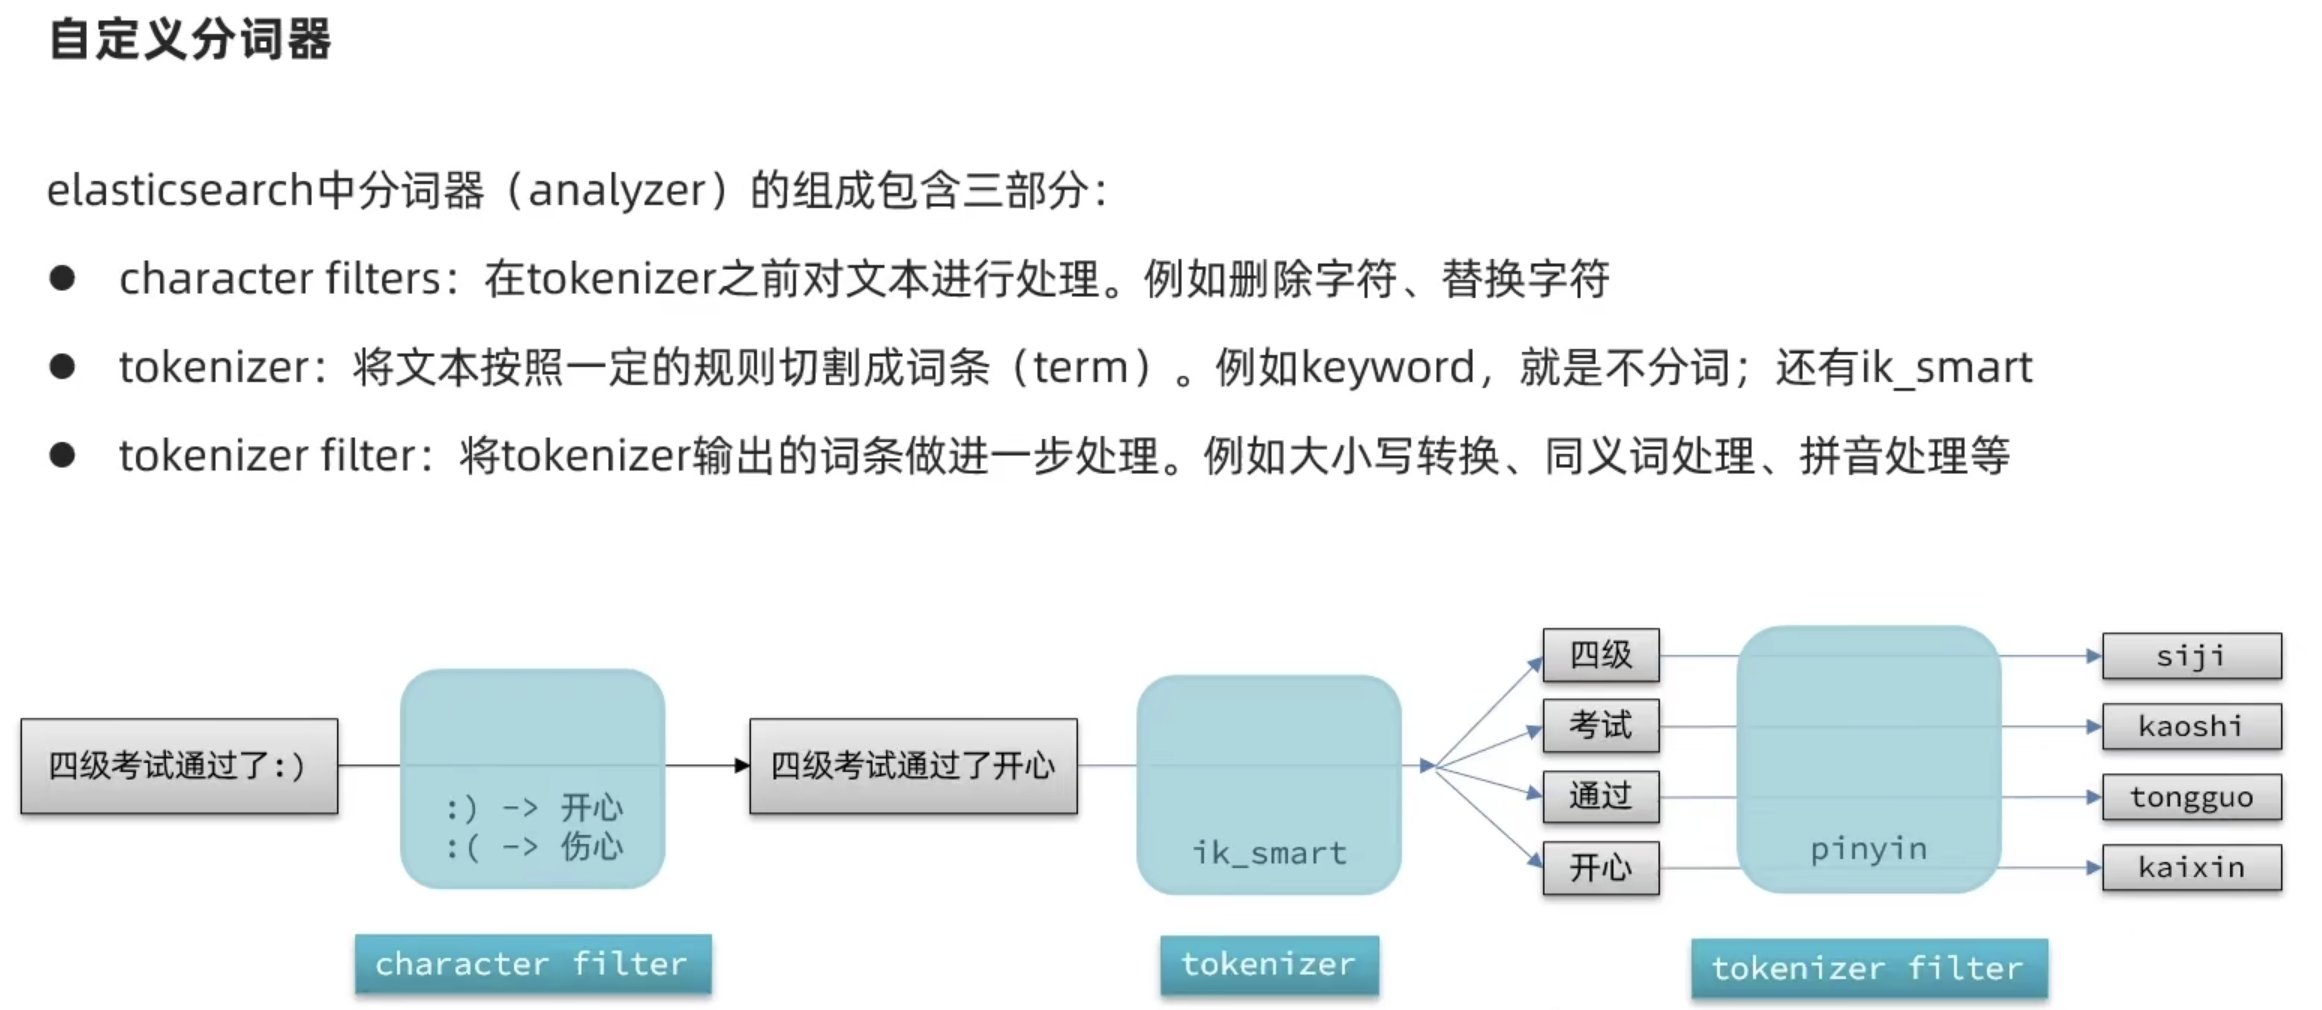 自定义分词器
elasticsearch中分词器（analyzer）的组成包含三部分：
● character filters：在tokenizer之前对文本进行处理。例如删除字符、替换字符
● tokenizer：将文本按照一定的规则切割成词条（term）。例如keyword，就是不分词；还有ik_smart
● tokenizer filter：将tokenizer输出的词条做进一步处理。例如大小写转换、同义词处理、拼音处理等
四级考试通过了:)
:) -> 开心
:( -> 伤心
character filter
四级考试通过了开心
ik_smart
tokenizer
四级
考试
通过
开心
pinyin
tokenizer filter
siji
kaoshi
tongguo
kaixin